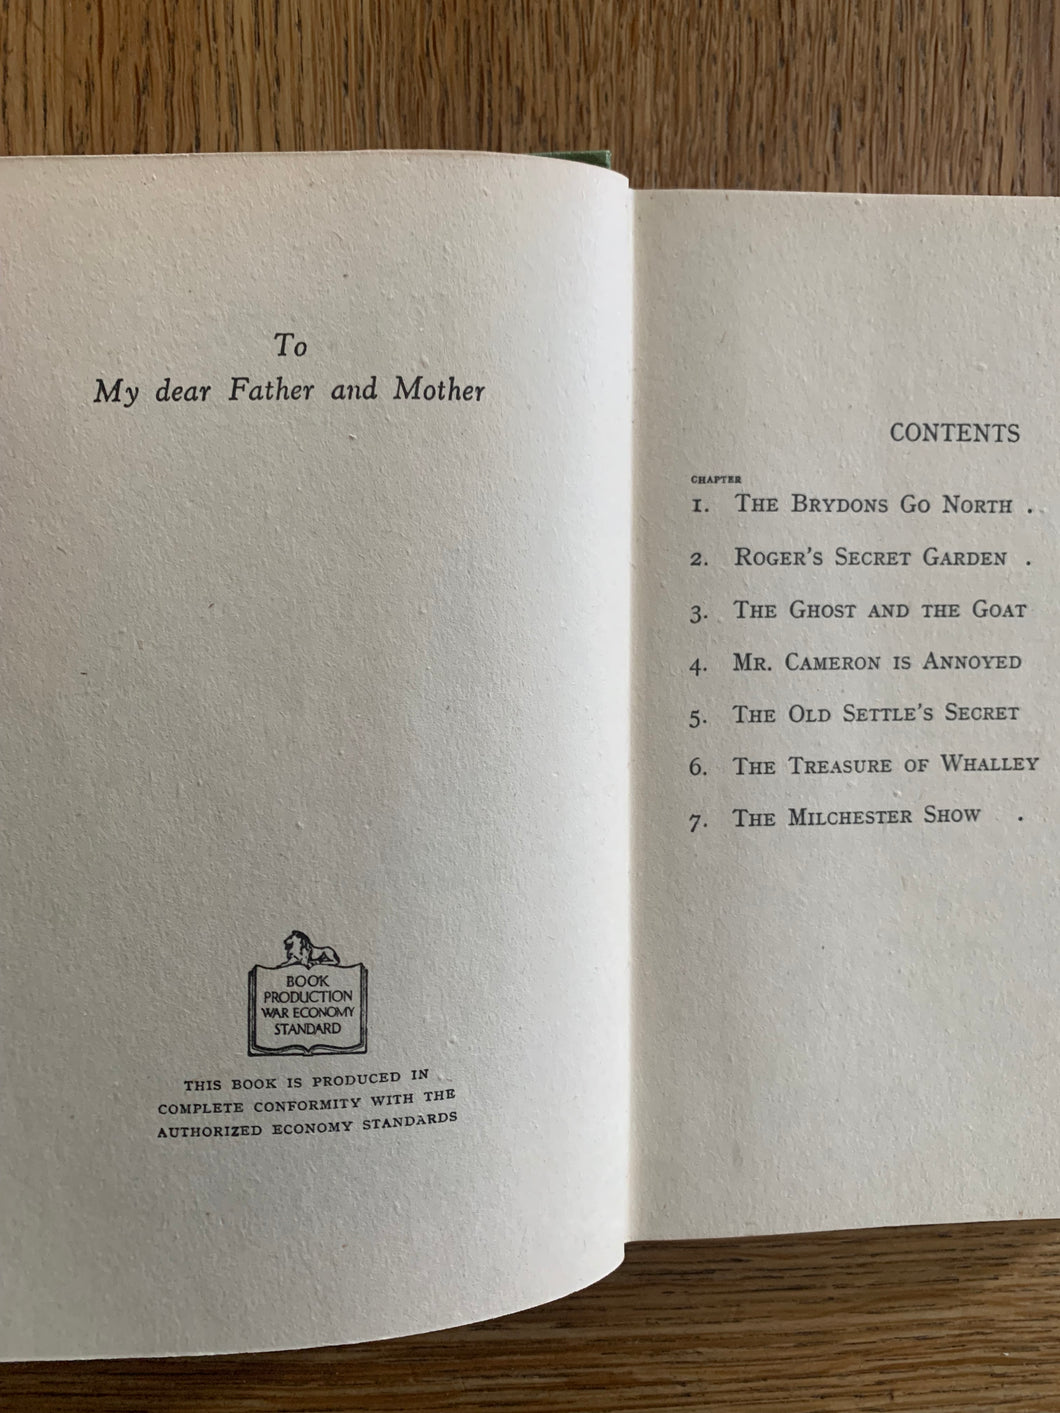 To
My dear Father and Mother
BOOK
PRODUCTION
WAR ECONOMY
STANDARD
THIS BOOK IS PRODUCED IN
COMPLETE CONFORMITY WITH THE
AUTHORIZED ECONOMY STANDARDS
CONTENTS
CHAPTER
1. THE BRYDONS GO NORTH .
2. ROGER'S SECRET GARDEN .
3. THE GHOST AND THE GOAT
4. MR. CAMERON IS ANNOYED
5. THE OLD SETTLE'S SECRET
6. THE TREASURE OF WHALLEY
7. THE MILCHESTER SHOW .